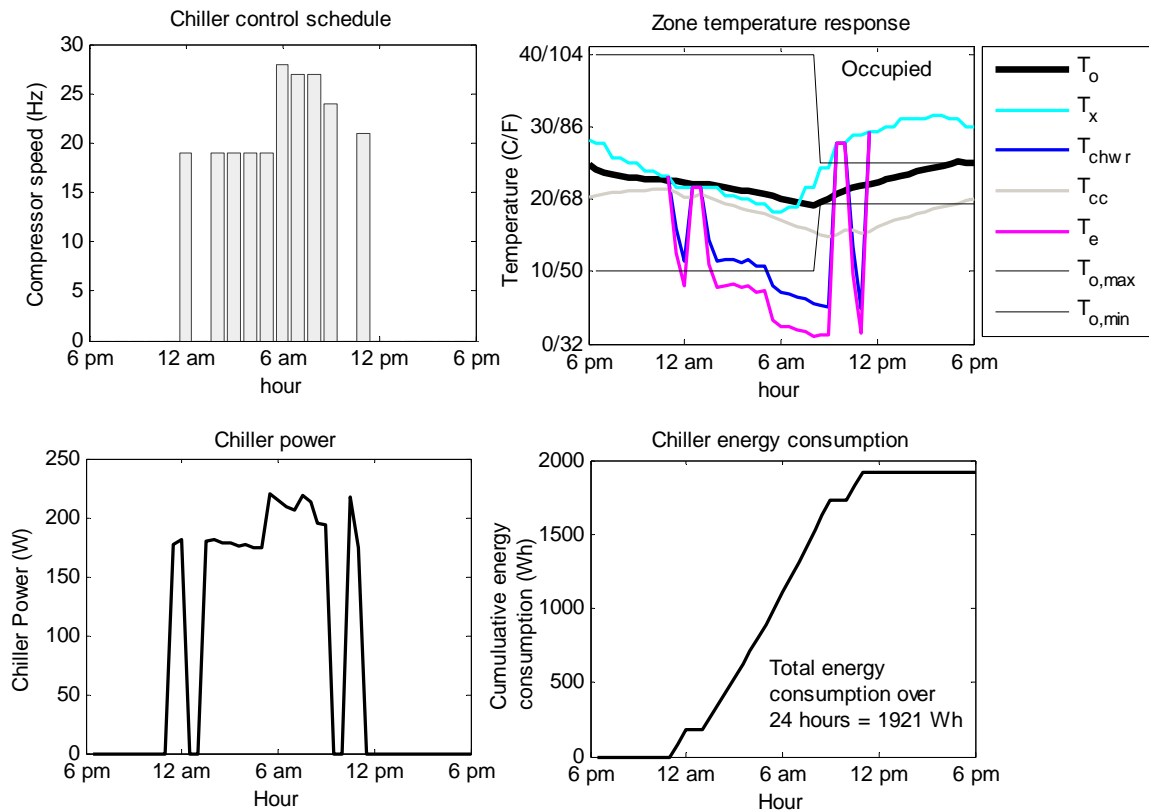 Chiller control schedule
30
25
20
15
10
5
0
Compressor speed (Hz)
6 pm 12 am 6 am 12 pm 6 pm
hour
Zone temperature response
40/104
30/86
20/68
10/50
0/32
Temperature (C/F)
Occupied
6 pm 12 am 6 am 12 pm 6 pm
hour
T_o
T_x
T_chw r
T_cc
T_e
T_o,max
T_o,min
Chiller power
250
200
150
100
50
0
Chiller Power (W)
6 pm 12 am 6 am 12 pm 6 pm
Hour
Chiller energy consumption
2000
1500
1000
500
0
Cumuluative energy
consumption (Wh)
Total energy
consumption over
24 hours = 1921 Wh
6 pm 12 am 6 am 12 pm 6 pm
Hour